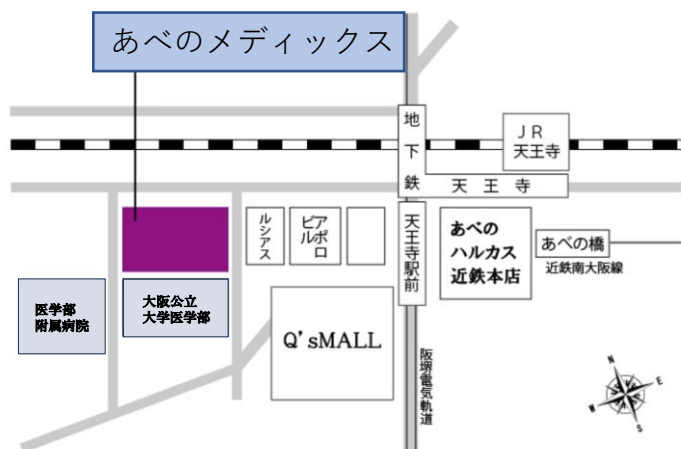 あべのメディックス
地下鉄
天王寺
JR
天王寺
ルシアス
アポロ
ビル
天王寺駅前
あべの
ハルカス
近鉄本店
あべの橋
近鉄南大阪線
医学部
附属病院
大阪公立
大学医学部
Q'sMALL
阪堺電気軌道
N
E
W
S